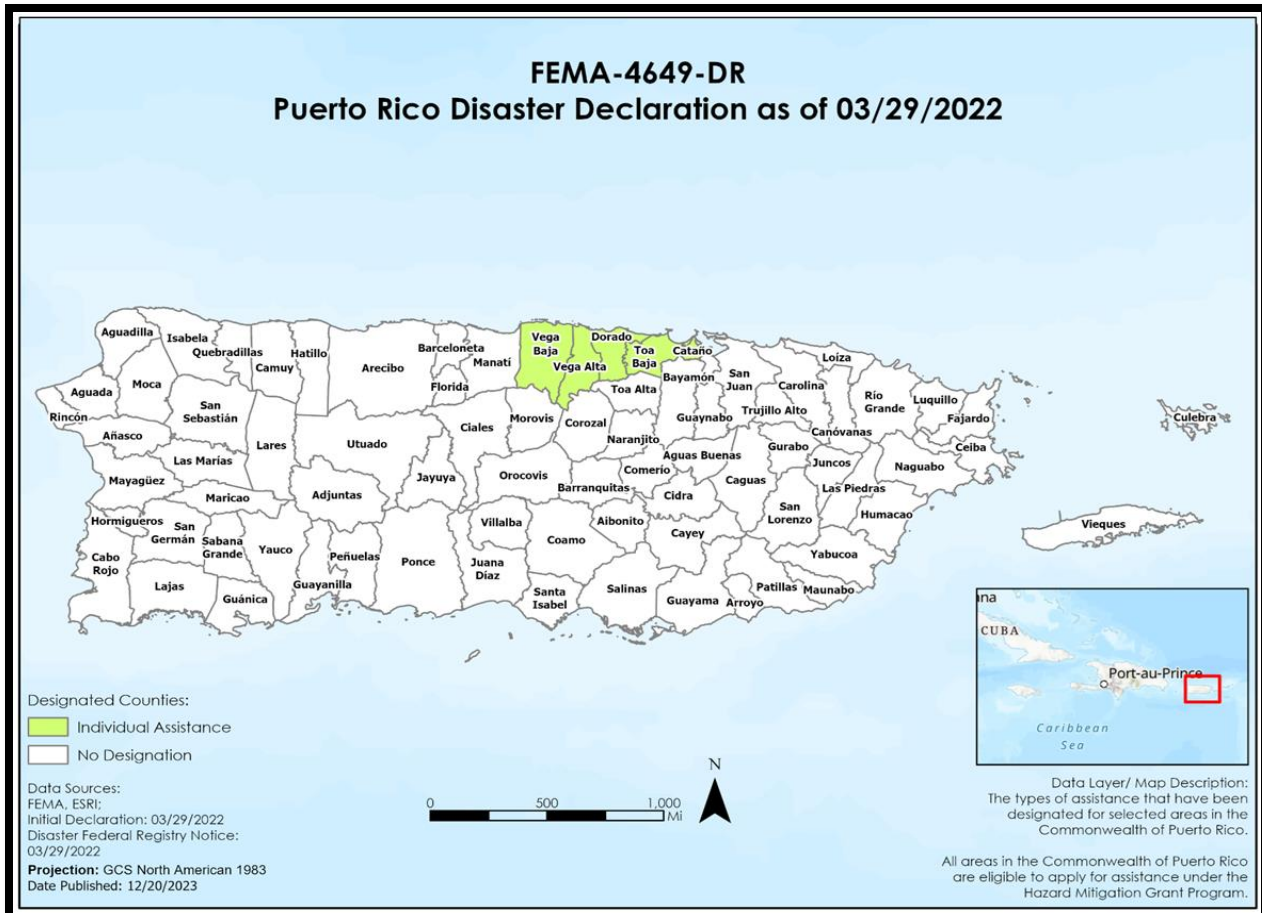 FEMA-4649-DR
Puerto Rico Disaster Declaration as of 03/29/2022
Aguadilla
Isabela
Quebradillas
Camuy
Hatillo
Arecibo
Barceloneta
Manatí
Florida
Vega
Baja
Vega Alta
Dorado
Toa
Baja
Cataño
Toa Alta
Bayamón
San
Juan
Guaynabo
Trujillo Alto
Carolina
Loíza
Canóvanas
Río
Grande
Luquillo
Fajardo
Ceiba
Culebra
Aguada
Moca
Rincón
San
Sebastián
Añasco
Lares
Utuado
Ciales
Morovis
Corozal
Naranjito
Aguas Buenas
Gurabo
Juncos
Naguabo
Las Marías
Mayagüez
Maricao
Adjuntas
Jayuya
Orocovis
Barranquitas
Comerío
Cidra
Caguas
San
Lorenzo
Las Piedras
Humacao
Vieques
Hormigueros
San
Germán
Sabana
Grande
Yauco
Guayanilla
Peñuelas
Ponce
Villalba
Juana
Díaz
Coamo
Aibonito
Cayey
Yabucoa
Cabo
Rojo
Lajas
Guánica
Santa
Isabel
Salinas
Guayama
Arroyo
Patillas
Maunabo
Designated Counties:
Individual Assistance
No Designation
Data Sources:
FEMA, ESRI;
Initial Declaration: 03/29/2022
Disaster Federal Registry Notice:
03/29/2022
Projection: GCS North American 1983
Date Published: 12/20/2023
0 500 1,000
Mi
N
na
CUBA
Port-au-Prince
Caribbean
Sea
Data Layer/ Map Description:
The types of assistance that have been
designated for selected areas in the
Commonwealth of Puerto Rico.
All areas in the Commonwealth of Puerto Rico
are eligible to apply for assistance under the
Hazard Mitigation Grant Program.